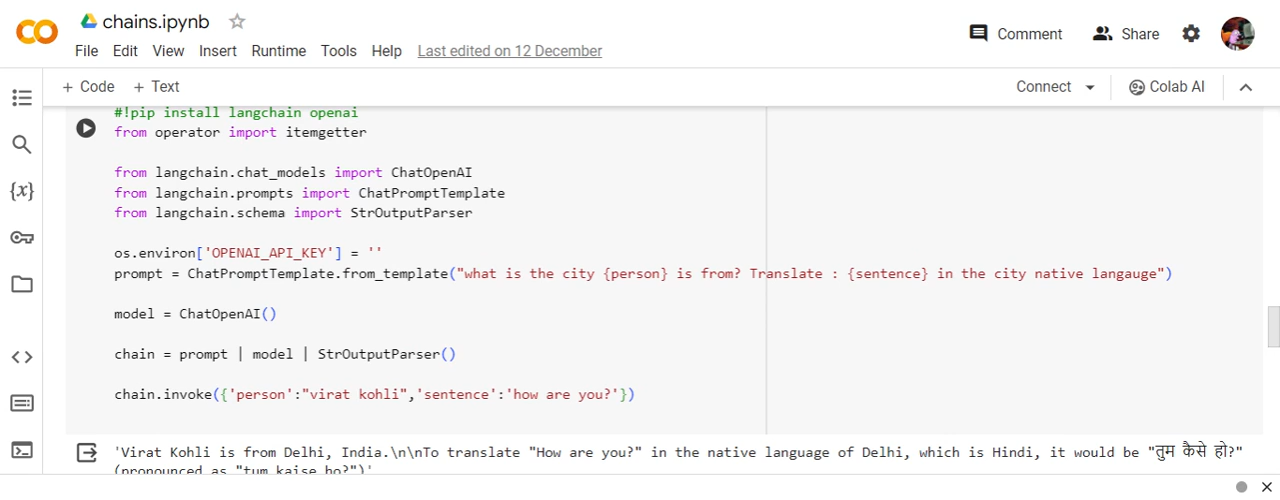 chains.ipynb
File Edit View Insert Runtime Tools Help Last edited on 12 December
Comment Share
+ Code + Text
Connect Colab AI
#!pip install langchain openai
from operator import itemgetter
from langchain.chat_models import ChatOpenAI
from langchain.prompts import ChatPromptTemplate
from langchain.schema import StrOutputParser
os.environ['OPENAI_API_KEY'] = ''
prompt = ChatPromptTemplate.from_template("what is the city {person} is from? Translate : {sentence} in the city native langauge")
model = ChatOpenAI()
chain = prompt | model | StrOutputParser()
chain.invoke({'person':"virat kohli",'sentence':'how are you?'})
'Virat Kohli is from Delhi, India.\n\nTo translate "How are you?" in the native language of Delhi, which is Hindi, it would be "तुम कैसे हो?"
(pronounced as "tum kaise ho?")'